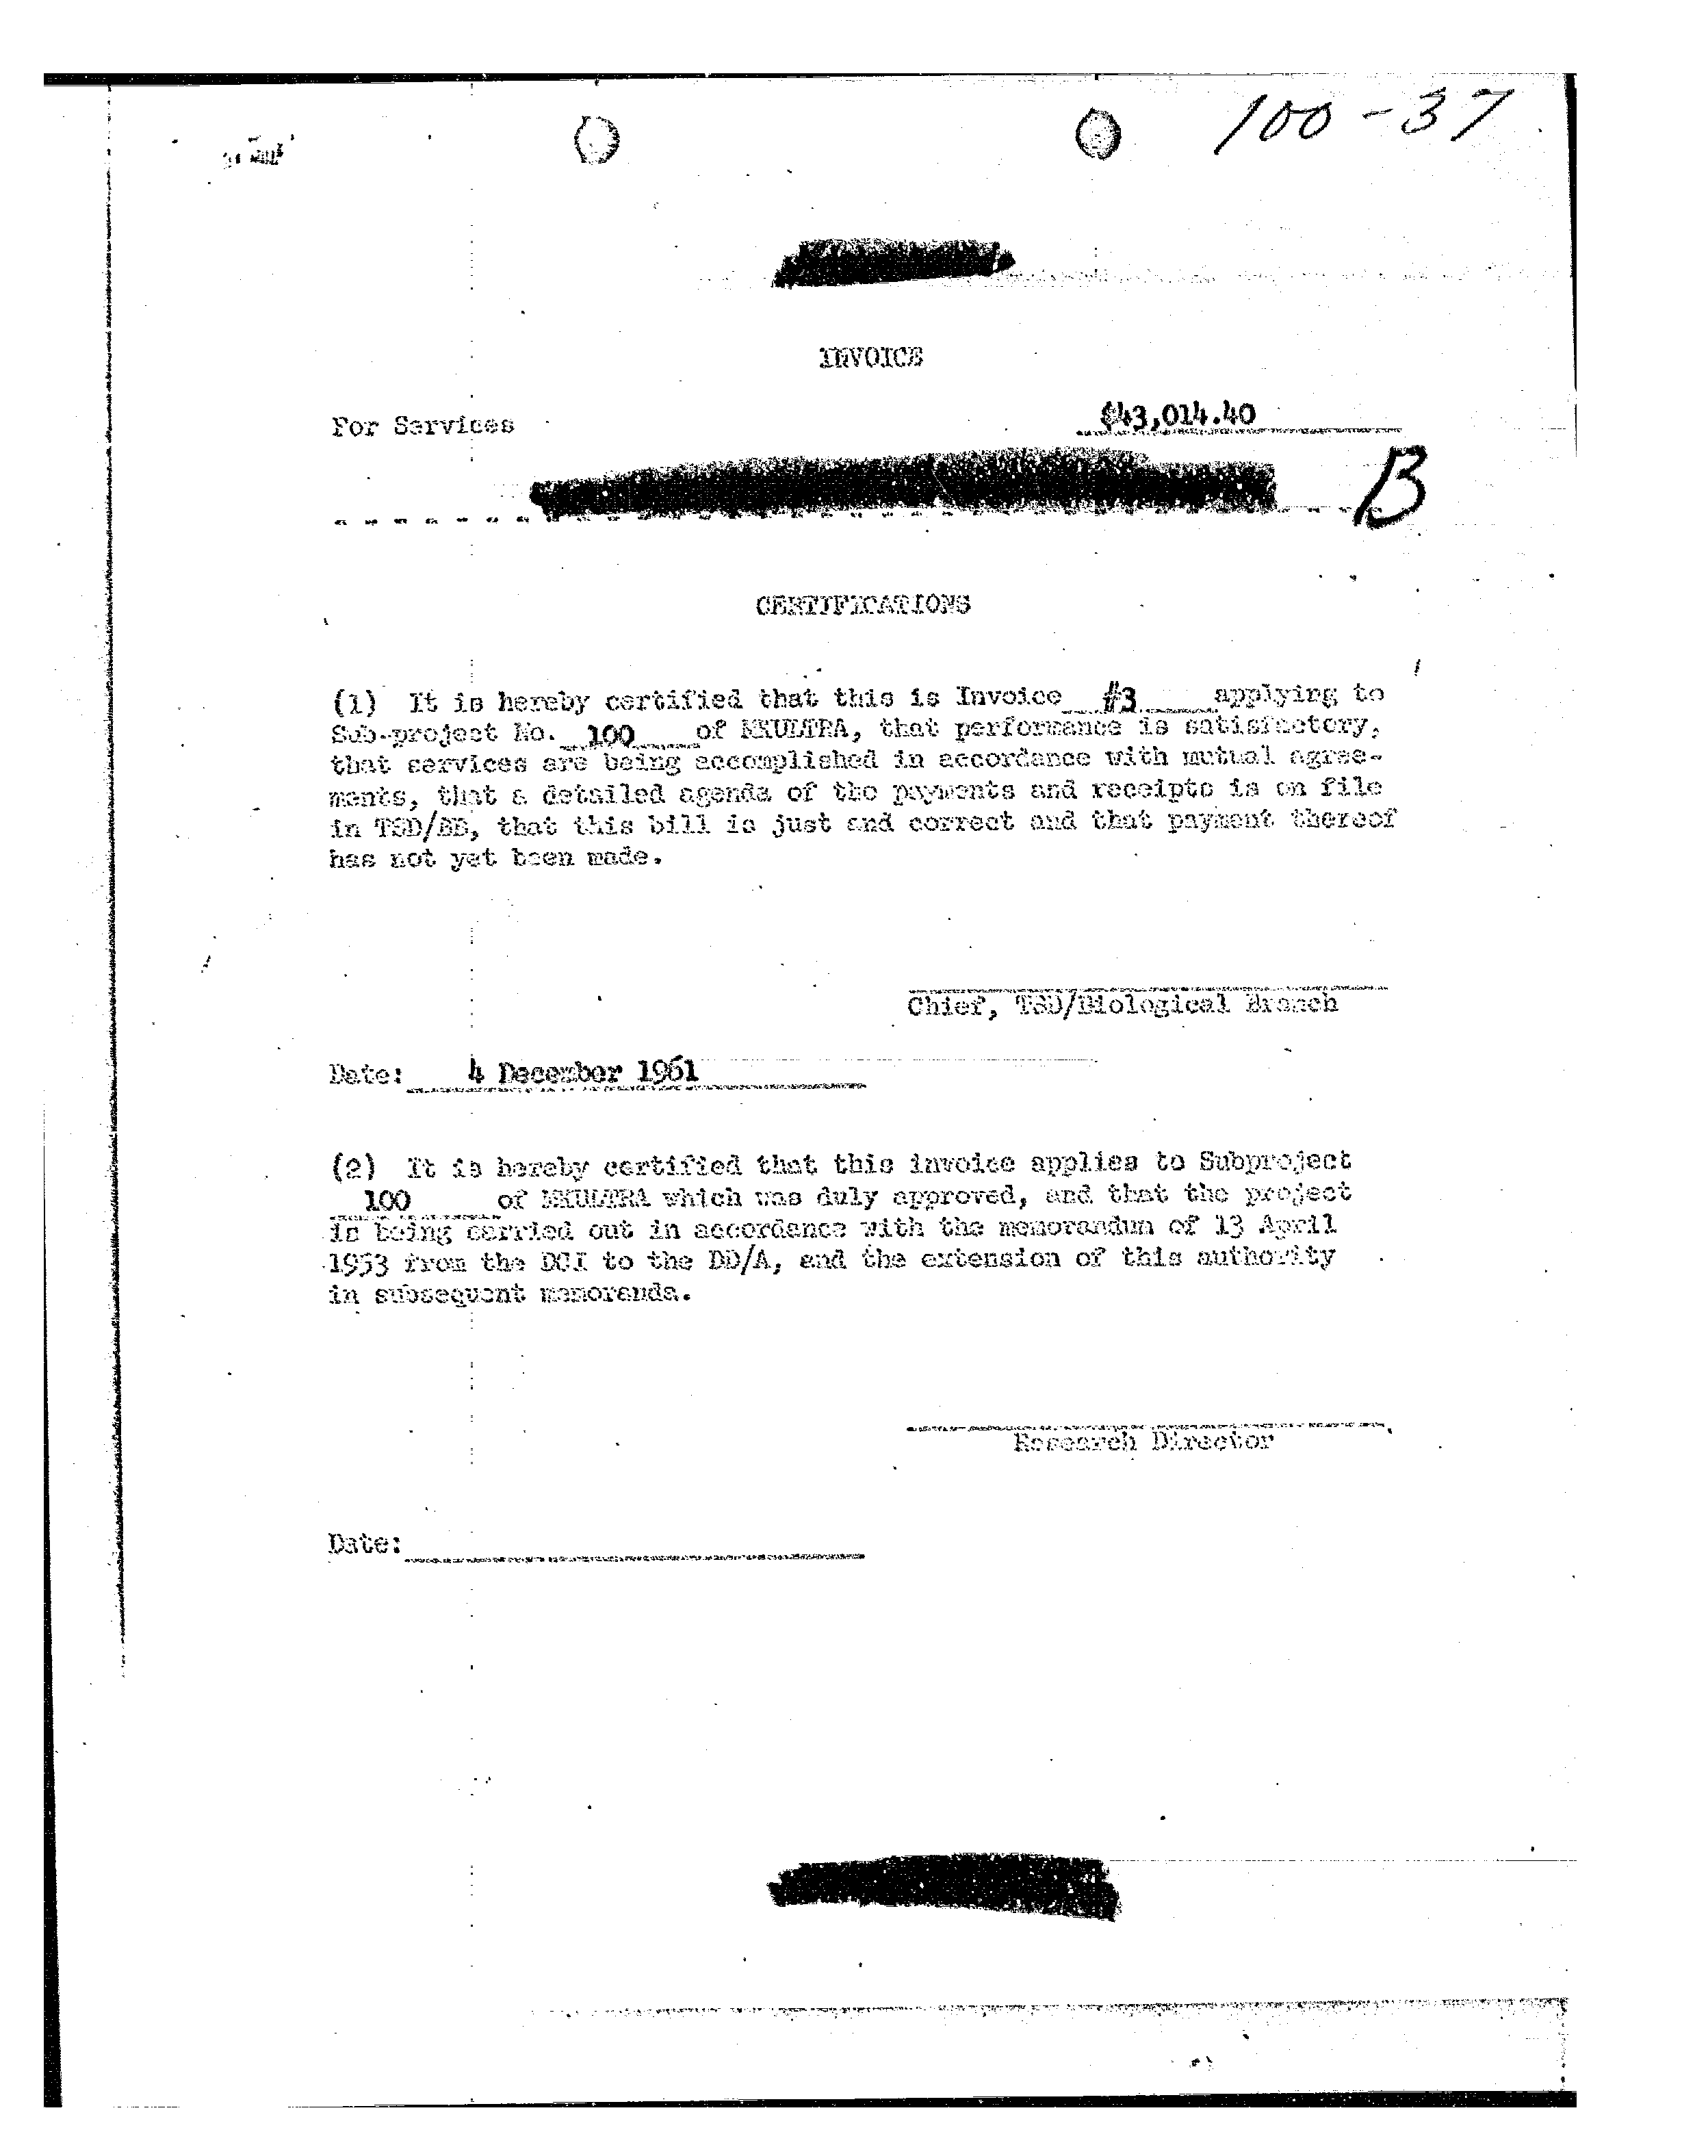 100-37
INVOICE
For Services $43,014.40
B
CERTIFICATIONS
(1) It is hereby certified that this is Invoice #3 applying to
Sub-project No. 100 of MKULTRA, that performance is satisfactory,
that services are being accomplished in accordance with mutual agree-
ments, that a detailed agenda of the payments and receipts is on file
in TSD/BB, that this bill is just and correct and that payment thereof
has not yet been made.
Chief, TSD/Biological Branch
Date: 4 December 1961
(2) It is hereby certified that this invoice applies to Subproject
100 of MKULTRA which was duly approved, and that the project
is being carried out in accordance with the memorandum of 13 April
1953 from the DCI to the DD/A, and the extension of this authority
in subsequent memoranda.
Research Director
Date: